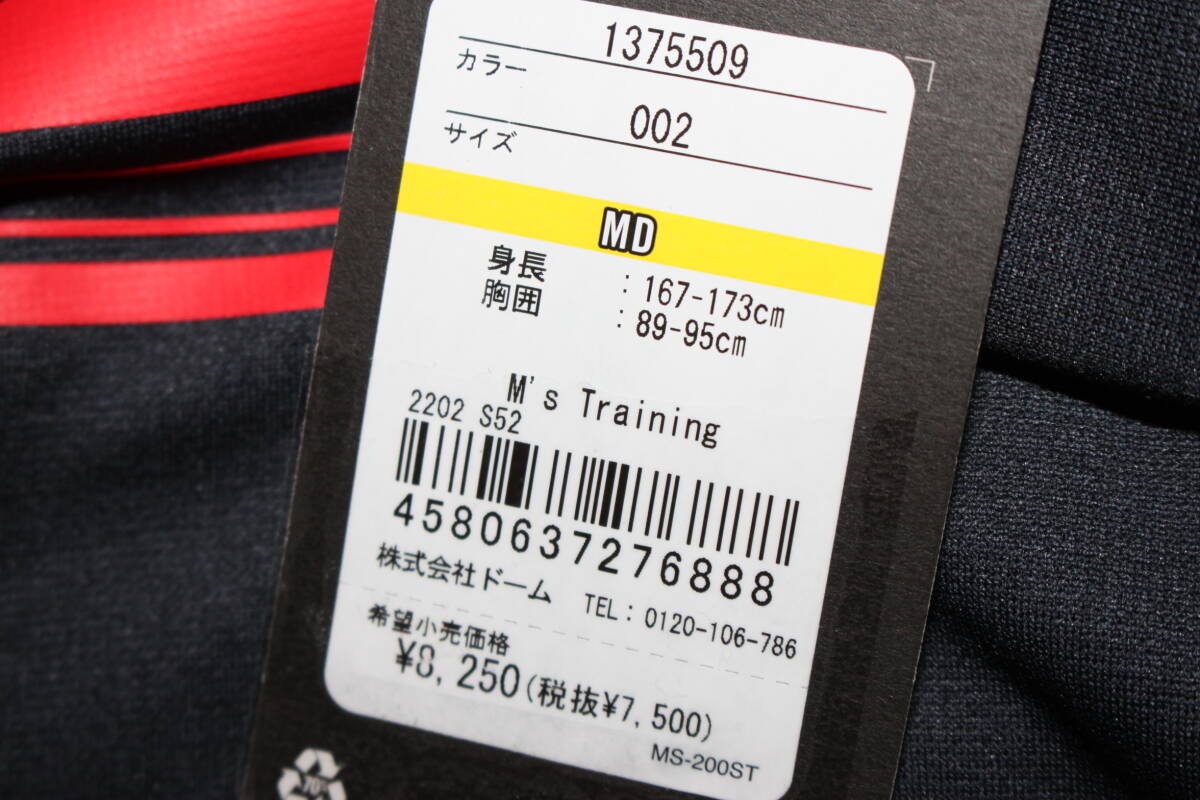 1375509
カラー
002
サイズ
MD
身長 : 167-173cm
胸囲 : 89-95cm
M's Training
2202 S52
4580637276888
株式会社ドーム TEL: 0120-106-786
希望小売価格
¥8,250(税抜¥7,500)
MS-200ST